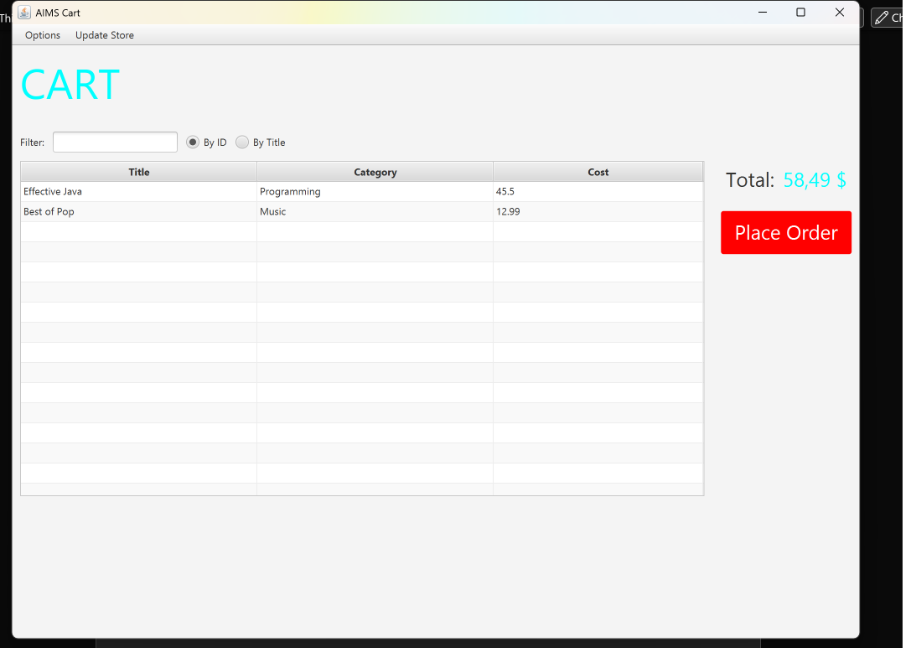 Th
AIMS Cart
Ch
Options Update Store
CART
Filter: By ID By Title
Title Category Cost
Effective Java Programming 45.5
Best of Pop Music 12.99
Total: 58,49 $
Place Order